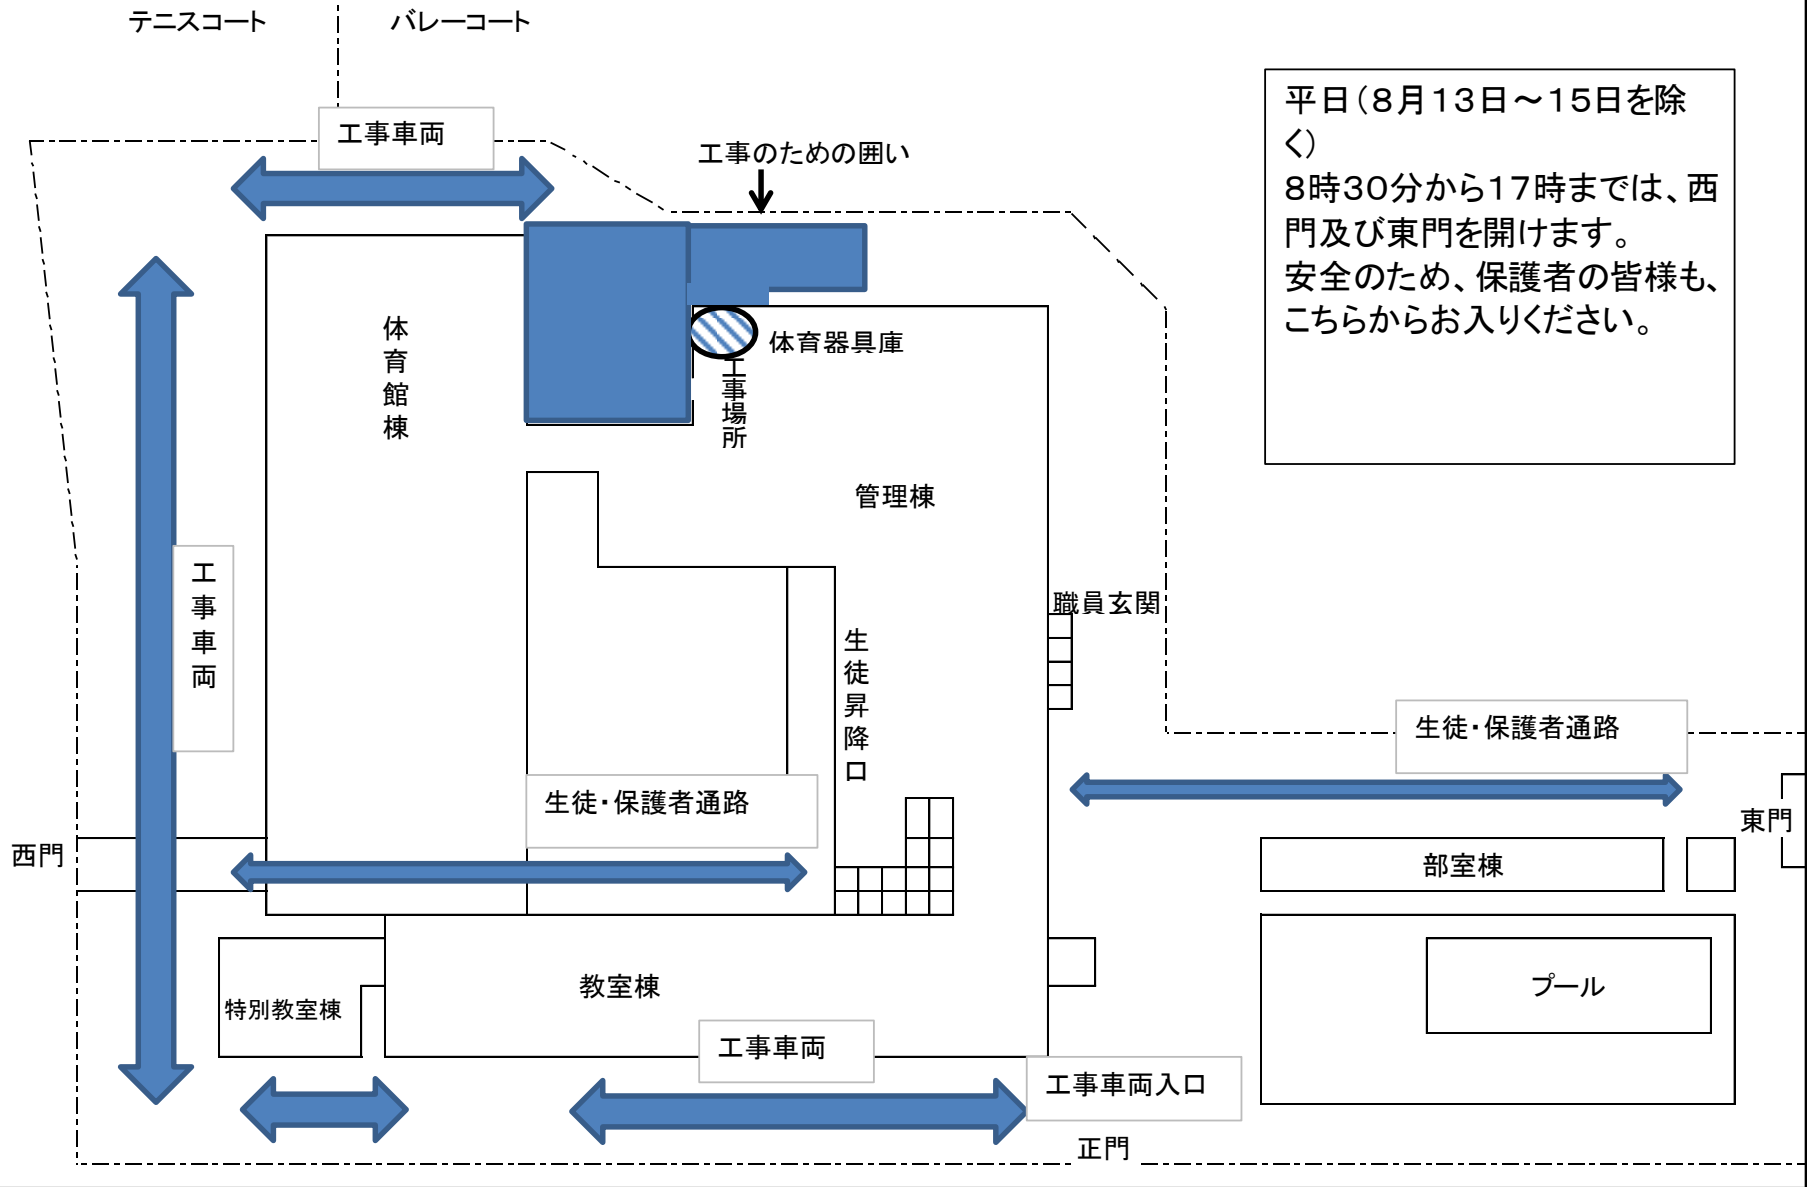 テニスコート
バレーコート
工事車両
工事のための囲い
平日(８月１３日～１５日を除
く)
８時３０分から１７時までは、西
門及び東門を開けます。
安全のため、保護者の皆様も、
こちらからお入りください。
体育館棟
体育器具庫
工事場所
管理棟
工事車両
職員玄関
生徒昇降口
生徒・保護者通路
生徒・保護者通路
東門
西門
部室棟
特別教室棟
教室棟
プール
工事車両
工事車両入口
正門